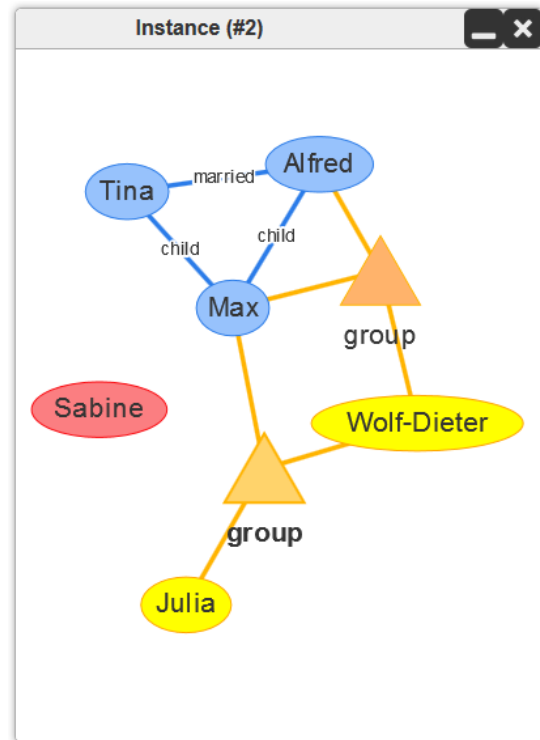 Instance (#2)
Alfred
married
Tina
child
child
Max
group
Sabine
Wolf-Dieter
group
Julia